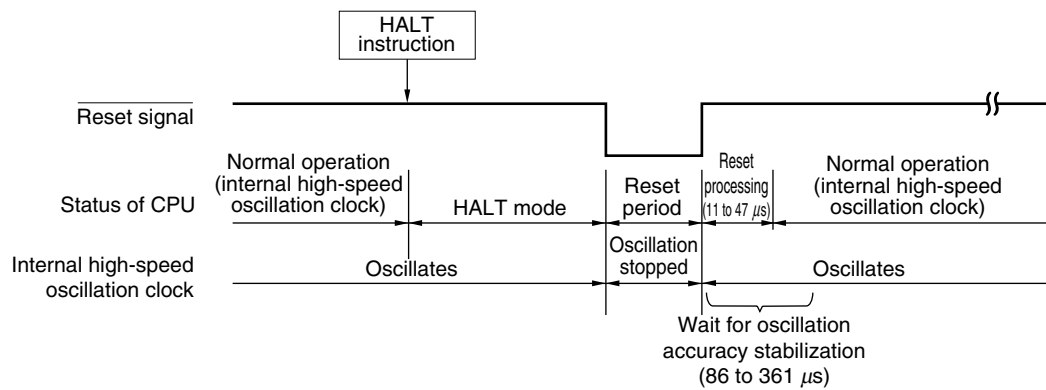 HALT
instruction
Reset signal
Normal operation
(internal high-speed
oscillation clock)
Status of CPU
HALT mode
Reset
period
Reset
processing
(11 to 47 μs)
Normal operation
(internal high-speed
oscillation clock)
Internal high-speed
oscillation clock
Oscillates
Oscillation
stopped
Oscillates
Wait for oscillation
accuracy stabilization
(86 to 361 μs)